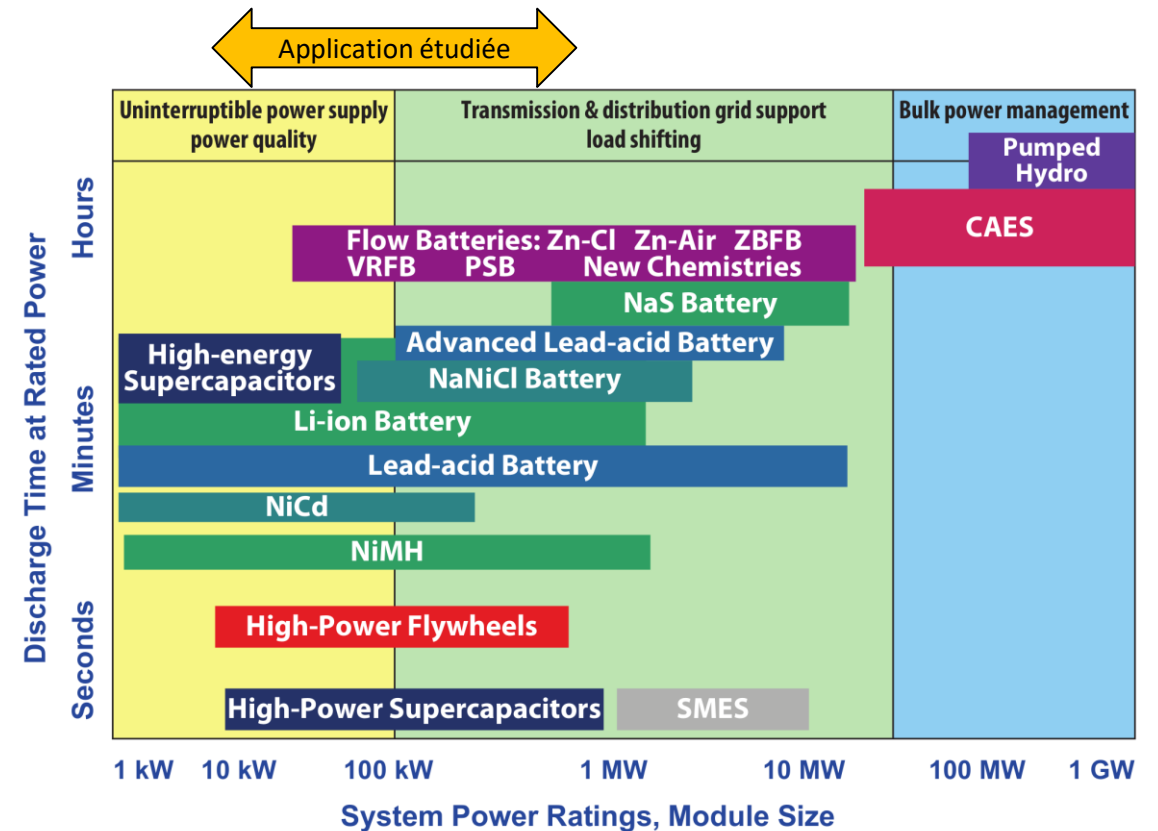 Application étudiée
Uninterruptible power supply
power quality
Transmission & distribution grid support
load shifting
Bulk power management
Pumped
Hydro
CAES
Flow Batteries: Zn-Cl Zn-Air ZBFB
VRFB PSB New Chemistries
NaS Battery
Advanced Lead-acid Battery
High-energy
Supercapacitors
NaNiCl Battery
Li-ion Battery
Lead-acid Battery
NiCd
NiMH
High-Power Flywheels
High-Power Supercapacitors
SMES
Discharge Time at Rated Power
Hours
Minutes
Seconds
1 kW 10 kW 100 kW 1 MW 10 MW 100 MW 1 GW
System Power Ratings, Module Size